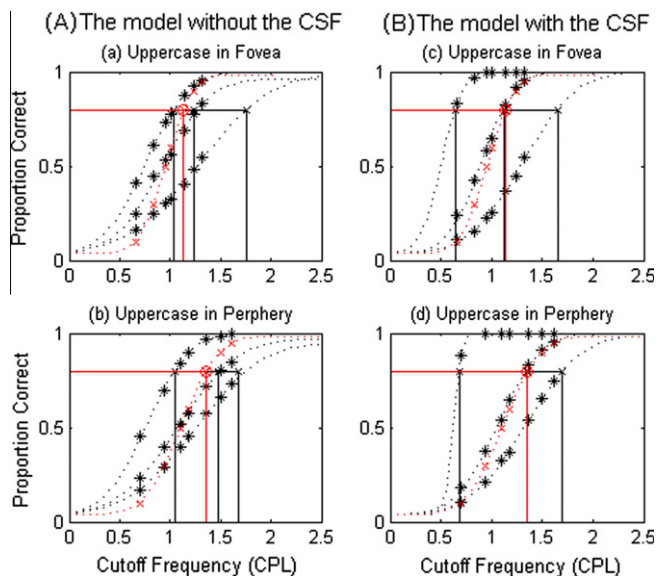 (A) The model without the CSF
(B) The model with the CSF
(a) Uppercase in Fovea
(c) Uppercase in Fovea
Proportion Correct
1
0.5
0
0 0.5 1 1.5 2 2.5
1
0.5
0
0 0.5 1 1.5 2 2.5
(b) Uppercase in Perphery
(d) Uppercase in Perphery
Proportion Correct
1
0.5
0
0 0.5 1 1.5 2 2.5
1
0.5
0
0 0.5 1 1.5 2 2.5
Cutoff Frequency (CPL)
Cutoff Frequency (CPL)